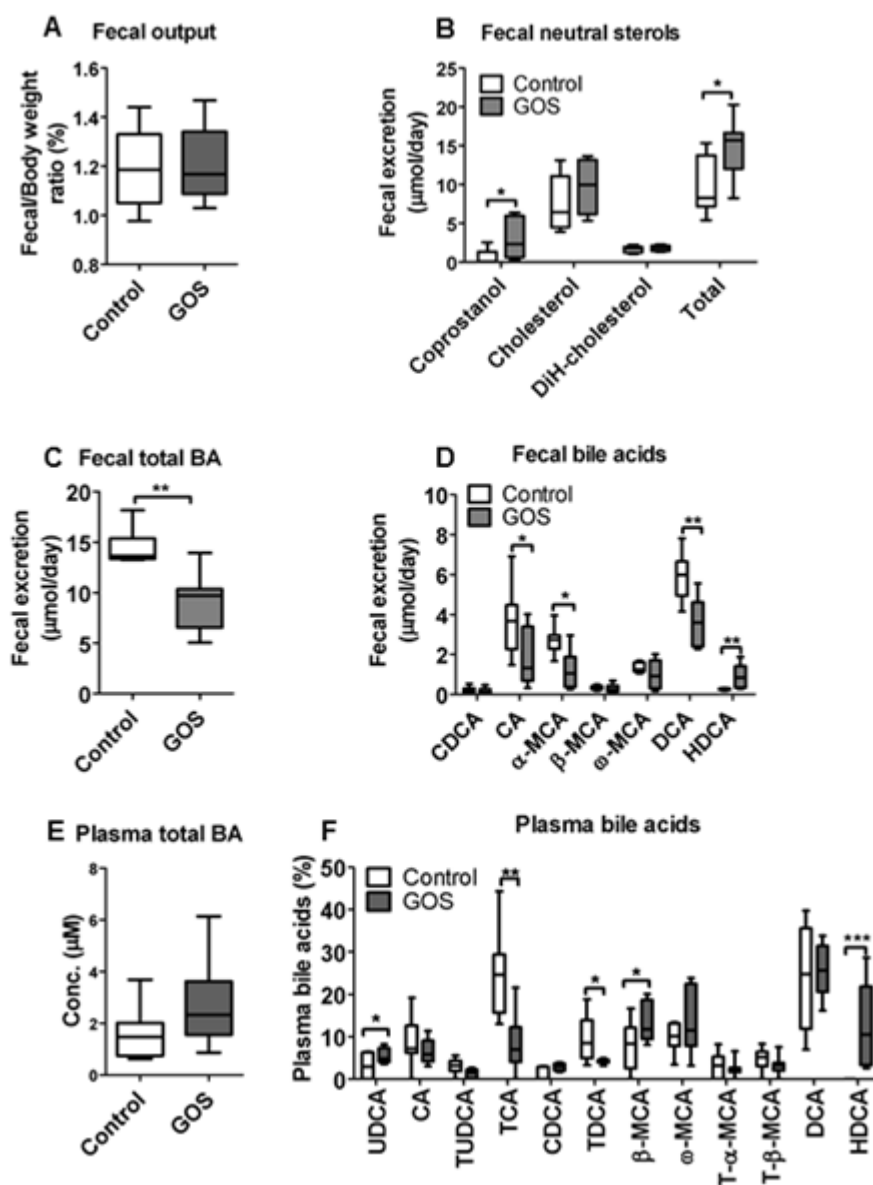 A Fecal output
Fecal/Body weight
ratio (%)
1.6
1.4
1.2
1.0
0.8
Control
GOS
B Fecal neutral sterols
Fecal excretion
(µmol/day)
25
20
15
10
5
0
Control
GOS
*
*
Coprostanol
Cholesterol
DiH-cholesterol
Total
C Fecal total BA
Fecal excretion
(µmol/day)
20
15
10
5
0
**
Control
GOS
D Fecal bile acids
Fecal excretion
(µmol/day)
10
8
6
4
2
0
Control
GOS
*
*
**
**
CDCA
CA
α-MCA
β-MCA
ω-MCA
DCA
HDCA
E Plasma total BA
Conc. (µM)
8
6
4
2
0
Control
GOS
F Plasma bile acids
Plasma bile acids (%)
50
40
30
20
10
0
Control
GOS
*
**
*
*
***
UDCA
CA
TUDCA
TCA
CDCA
TDCA
β-MCA
ω-MCA
T-α-MCA
T-β-MCA
DCA
HDCA